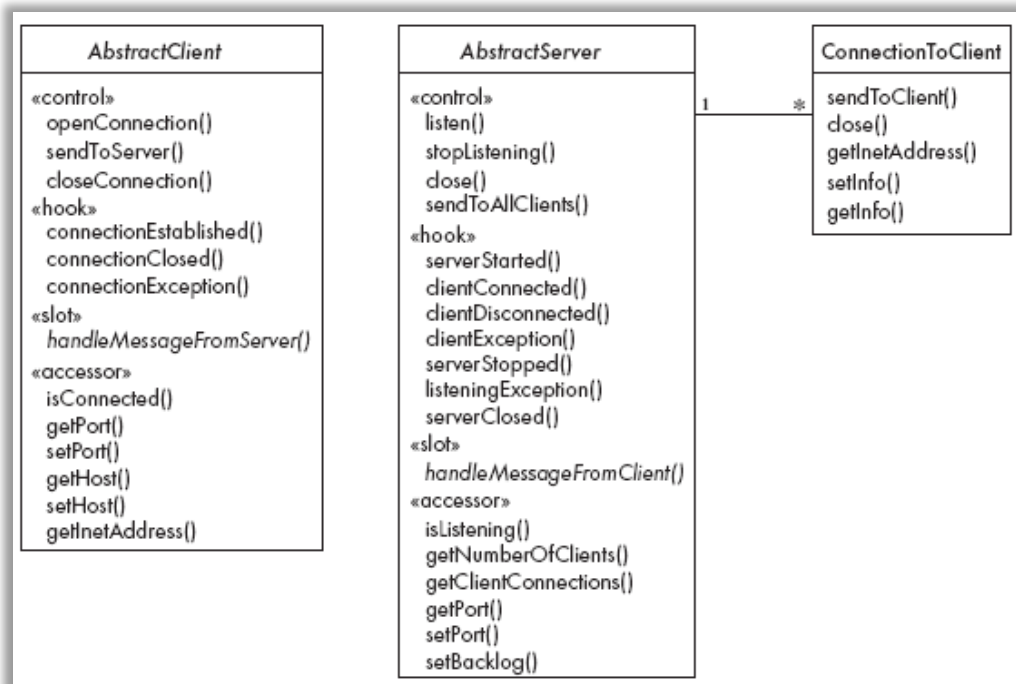 AbstractClient
«control»
openConnection()
sendToServer()
closeConnection()
«hook»
connectionEstablished()
connectionClosed()
connectionException()
«slot»
handleMessageFromServer()
«accessor»
isConnected()
getPort()
setPort()
getHost()
setHost()
getInetAddress()
AbstractServer
«control»
listen()
stopListening()
close()
sendToAllClients()
«hook»
serverStarted()
clientConnected()
clientDisconnected()
clientException()
serverStopped()
listeningException()
serverClosed()
«slot»
handleMessageFromClient()
«accessor»
isListening()
getNumberOfClients()
getClientConnections()
getPort()
setPort()
setBacklog()
1 *
ConnectionToClient
sendToClient()
close()
getInetAddress()
setInfo()
getInfo()